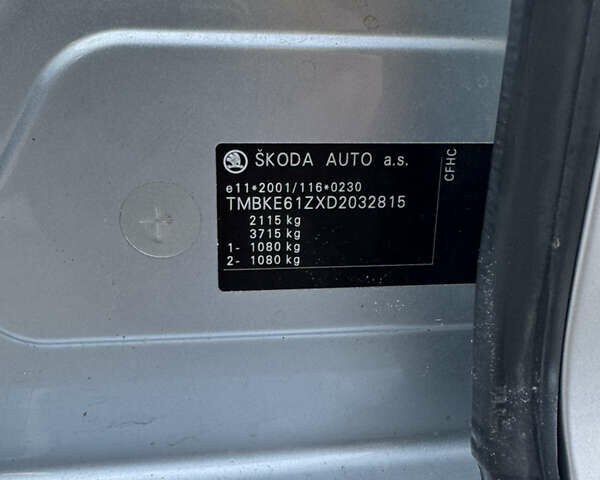 ŠKODA AUTO a.s.
e11*2001/116*0230
TMBKE61ZXD2032815
2115 kg
3715 kg
1- 1080 kg
2- 1080 kg
CFHC